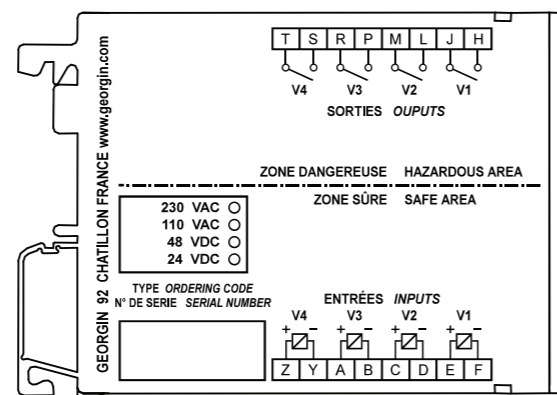 T S R P M L J H
V4 V3 V2 V1
SORTIES OUPUTS
ZONE DANGEREUSE HAZARDOUS AREA
ZONE SÛRE SAFE AREA
230 VAC
110 VAC
48 VDC
24 VDC
TYPE ORDERING CODE
N° DE SERIE SERIAL NUMBER
ENTRÉES INPUTS
V4 V3 V2 V1
+ − + − + − + −
Z Y A B C D E F
GEORGIN 92 CHATILLON FRANCE www.georgin.com